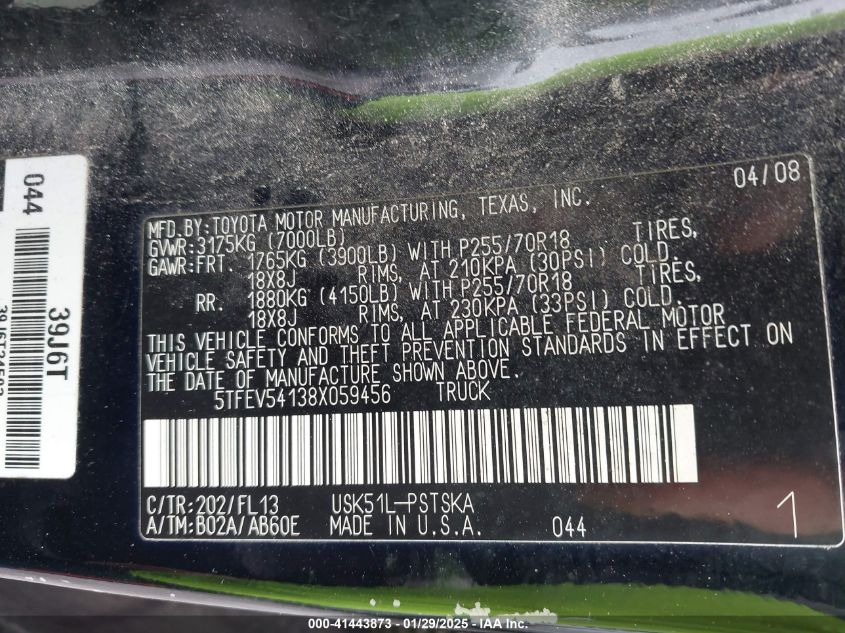 044
39J6T
04/08
MFD.BY:TOYOTA MOTOR MANUFACTURING, TEXAS, INC.
GVWR:3175KG (7000LB)
GAWR:FRT. 1765KG (3900LB) WITH P255/70R18 TIRES,
18X8J RIMS, AT 210KPA (30PSI) COLD.
RR. 1880KG (4150LB) WITH P255/70R18 TIRES,
18X8J RIMS, AT 230KPA (33PSI) COLD.
THIS VEHICLE CONFORMS TO ALL APPLICABLE FEDERAL MOTOR
VEHICLE SAFETY AND THEFT PREVENTION STANDARDS IN EFFECT ON
THE DATE OF MANUFACTURE SHOWN ABOVE.
5TFEV54138X059456 TRUCK
C/TR:202/FL13 USK51L-PSTSKA
A/TM:B02A/AB60E MADE IN U.S.A. 044
1
000-41443873 / 01/29/2025 - IAA Inc.